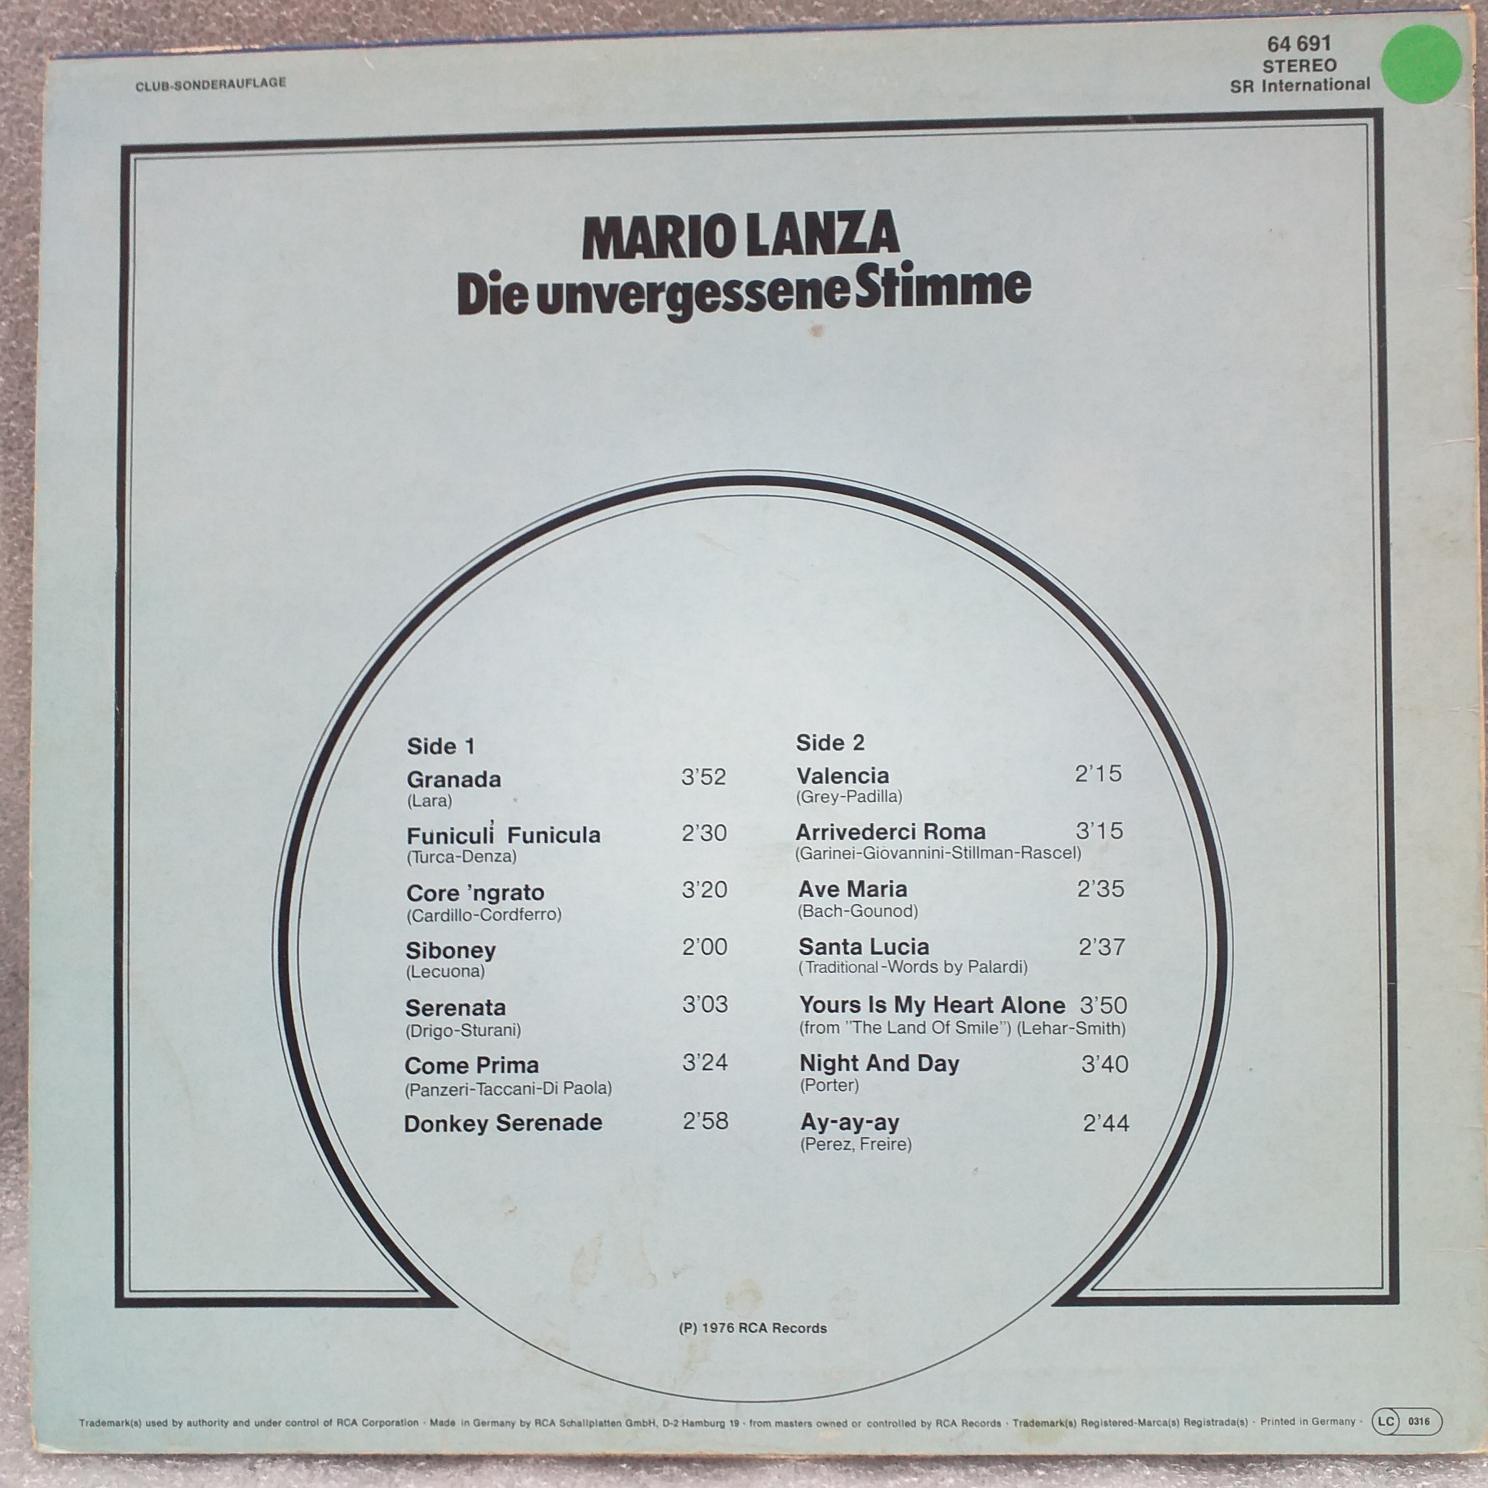 CLUB-SONDERAUFLAGE
64 691
STEREO
SR International
MARIO LANZA
Die unvergessene Stimme
Side 1
Granada 3'52
(Lara)
Funiculi' Funicula 2'30
(Turca-Denza)
Core 'ngrato 3'20
(Cardillo-Cordferro)
Siboney 2'00
(Lecuona)
Serenata 3'03
(Drigo-Sturani)
Come Prima 3'24
(Panzeri-Taccani-Di Paola)
Donkey Serenade 2'58
Side 2
Valencia 2'15
(Grey-Padilla)
Arrivederci Roma 3'15
(Garinei-Giovannini-Stillman-Rascel)
Ave Maria 2'35
(Bach-Gounod)
Santa Lucia 2'37
(Traditional-Words by Palardi)
Yours Is My Heart Alone 3'50
(from "The Land Of Smile") (Lehar-Smith)
Night And Day 3'40
(Porter)
Ay-ay-ay 2'44
(Perez, Freire)
(P) 1976 RCA Records
Trademark(s) used by authority and under control of RCA Corporation · Made in Germany by RCA Schallplatten GmbH, D-2 Hamburg 19 · from masters owned or controlled by RCA Records · Trademark(s) Registered-Marca(s) Registrada(s) · Printed in Germany · LC 0316